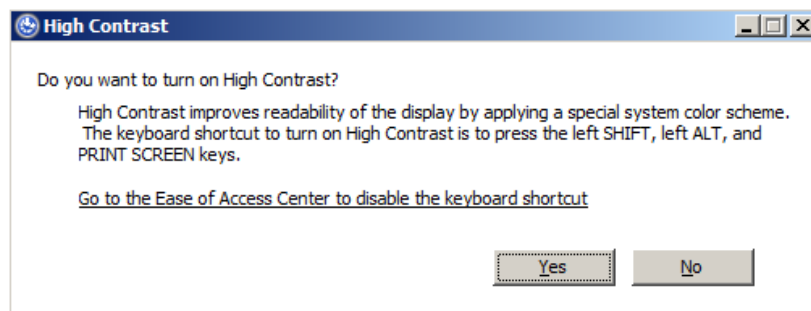 High Contrast
Do you want to turn on High Contrast?
High Contrast improves readability of the display by applying a special system color scheme.
The keyboard shortcut to turn on High Contrast is to press the left SHIFT, left ALT, and
PRINT SCREEN keys.
Go to the Ease of Access Center to disable the keyboard shortcut
Yes No